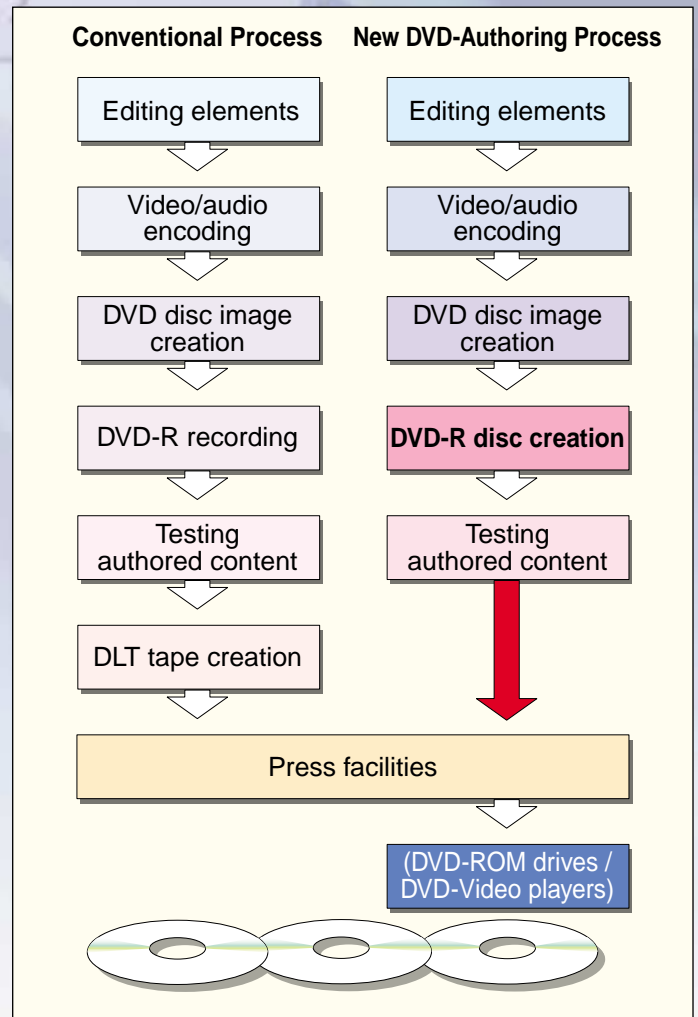 Conventional Process
Editing elements
Video/audio
encoding
DVD disc image
creation
DVD-R recording
Testing
authored content
DLT tape creation
New DVD-Authoring Process
Editing elements
Video/audio
encoding
DVD disc image
creation
DVD-R disc creation
Testing
authored content
Press facilities
(DVD-ROM drives /
DVD-Video players)